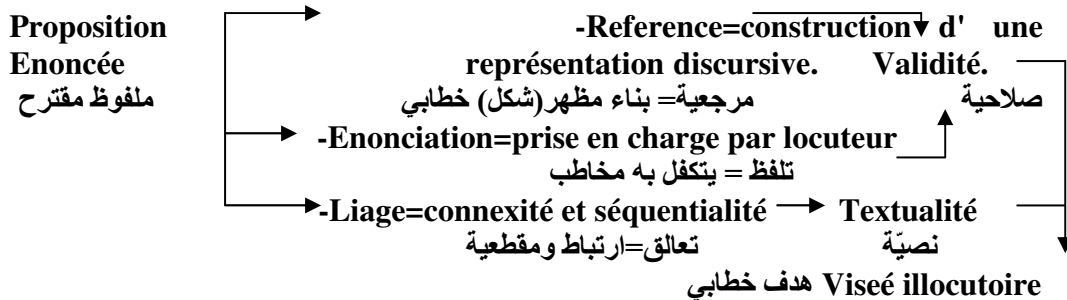 Proposition -Reference=construction d' une
Enoncée représentation discursive. Validité.
ملفوظ مقترح مرجعية= بناء مظهر(شكل) خطابي صلاحية
-Enonciation=prise en charge par locuteur
تلفظ = يتكفل به مخاطب
-Liage=connexité et séquentialité Textualité
تعالق=ارتباط ومقطعية نصيّة
Viseé illocutoire هدف خطابي